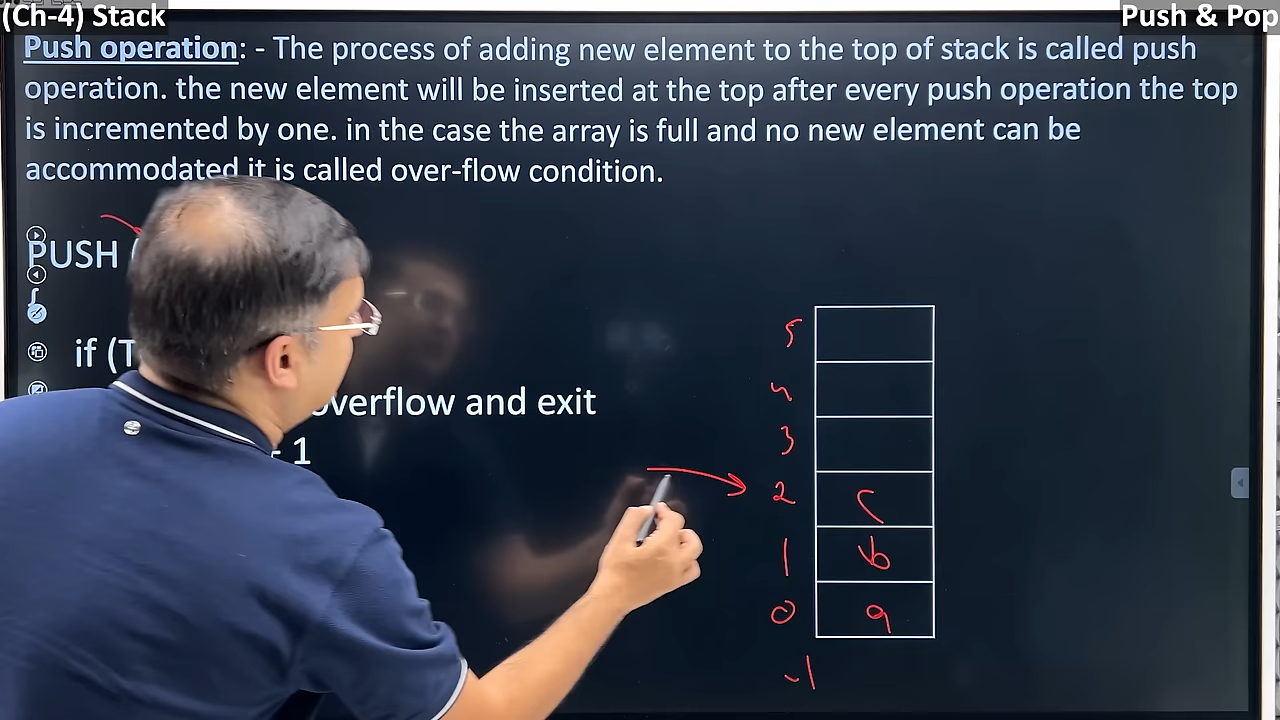 (Ch-4) Stack
Push & Pop
Push operation: - The process of adding new element to the top of stack is called push
operation. the new element will be inserted at the top after every push operation the top
is incremented by one. in the case the array is full and no new element can be
accommodated it is called over-flow condition.
PUSH (
{
if (T
overflow and exit
1
5
4
3
2 c
1 b
0 a
-1